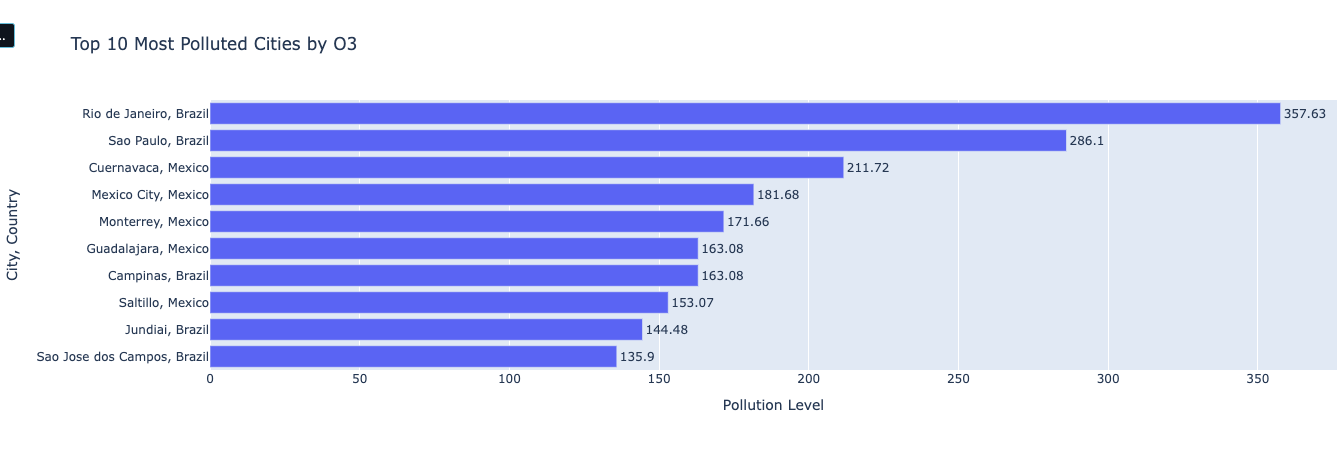 ..
Top 10 Most Polluted Cities by O3
City, Country
Rio de Janeiro, Brazil 357.63
Sao Paulo, Brazil 286.1
Cuernavaca, Mexico 211.72
Mexico City, Mexico 181.68
Monterrey, Mexico 171.66
Guadalajara, Mexico 163.08
Campinas, Brazil 163.08
Saltillo, Mexico 153.07
Jundiai, Brazil 144.48
Sao Jose dos Campos, Brazil 135.9
0 50 100 150 200 250 300 350
Pollution Level